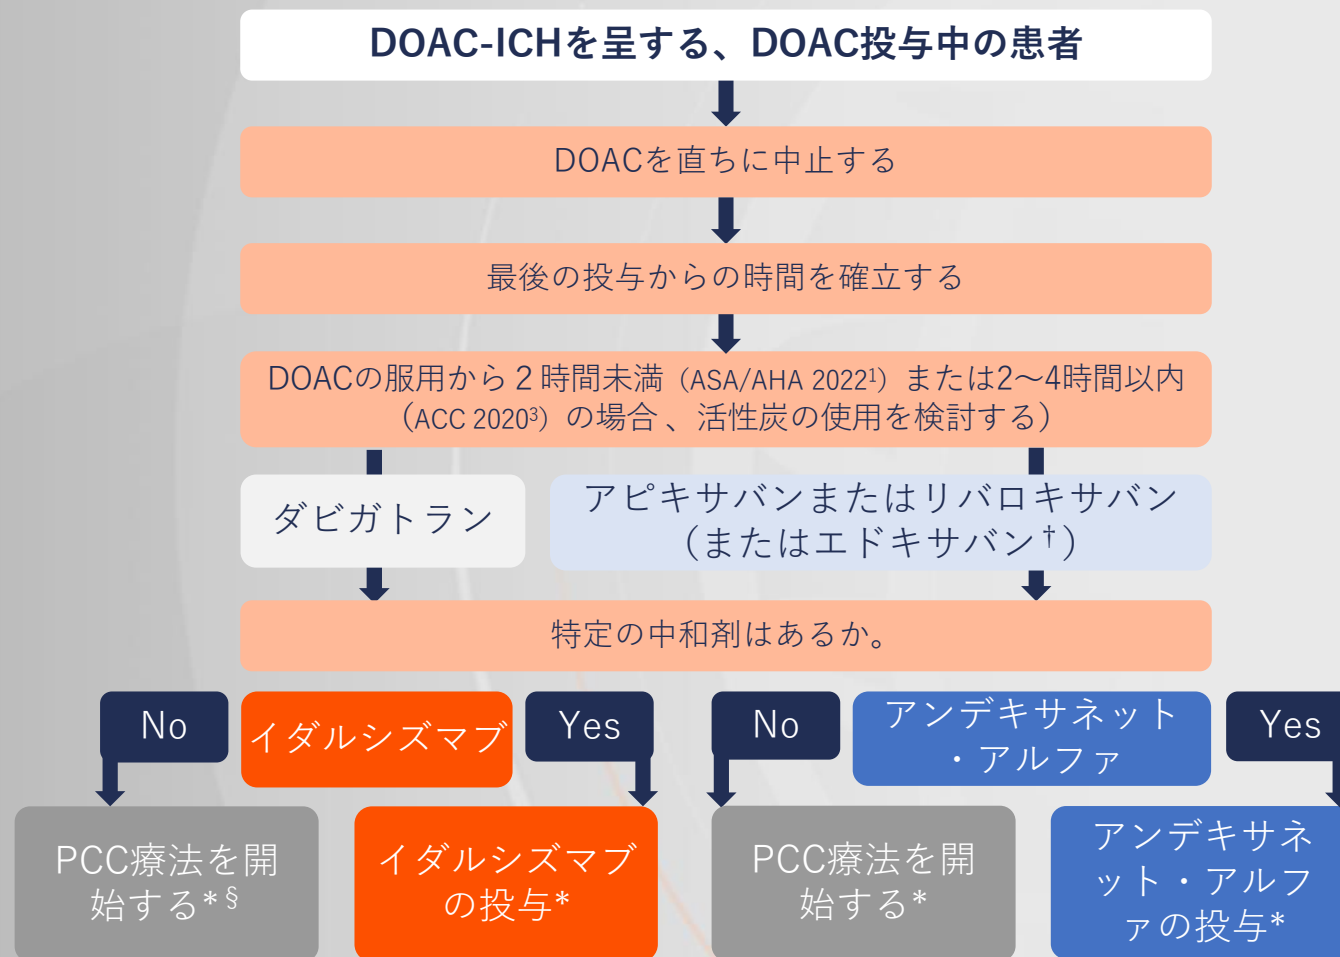 DOAC-ICHを呈する、DOAC投与中の患者
DOACを直ちに中止する
最後の投与からの時間を確立する
DOACの服用から２時間未満（ASA/AHA 2022¹）または2〜4時間以内
（ACC 2020³）の場合 、活性炭の使用を検討する）
ダビガトラン
アピキサバンまたはリバロキサバン
（またはエドキサバン†）
特定の中和剤はあるか。
No
イダルシズマブ
Yes
No
アンデキサネット
・アルファ
Yes
PCC療法を開
始する*§
イダルシズマブ
の投与*
PCC療法を開
始する*
アンデキサネ
ット・アルフ
ァの投与*